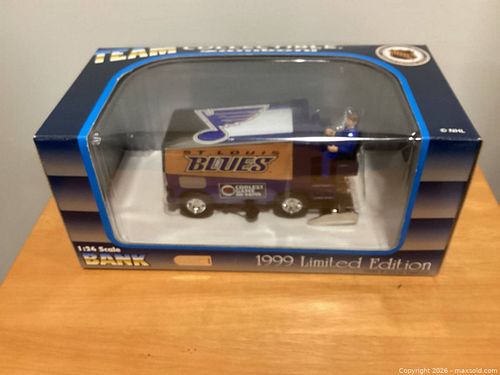 TEAM COLLECTIBLE
© NHL
ST. LOUIS
BLUES
COOLEST
GAME
ON EARTH
1:24 Scale
BANK
1999 Limited Edition
Copyright 2026 - maxsold.com